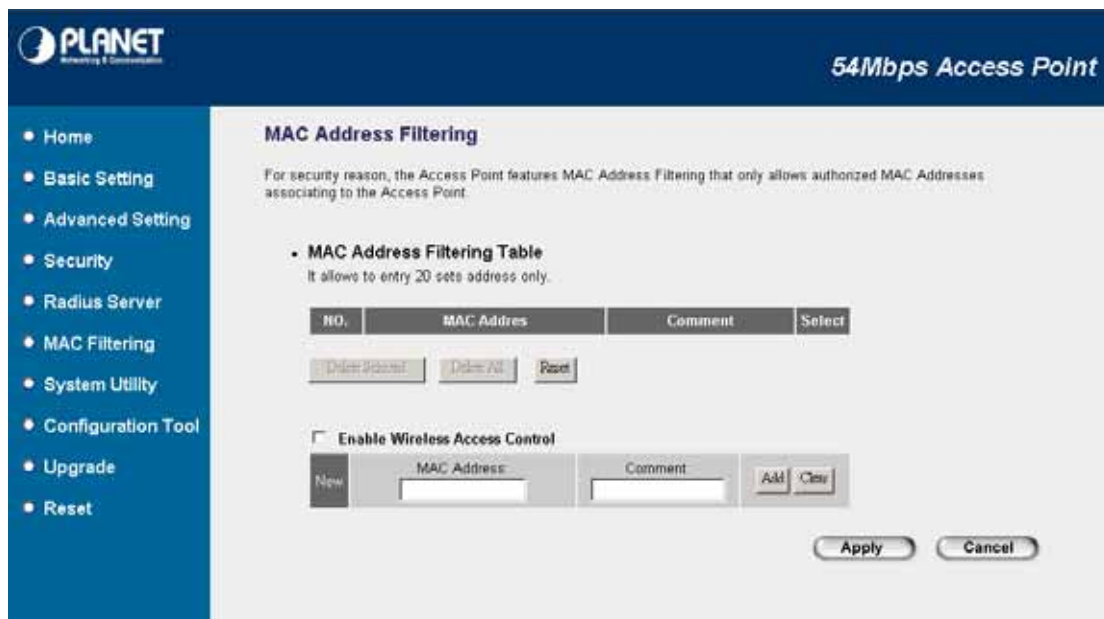 PLANET
Networking & Communication
54Mbps Access Point
Home
Basic Setting
Advanced Setting
Security
Radius Server
MAC Filtering
System Utility
Configuration Tool
Upgrade
Reset
MAC Address Filtering
For security reason, the Access Point features MAC Address Filtering that only allows authorized MAC Addresses
associating to the Access Point.
MAC Address Filtering Table
It allows to entry 20 sets address only.
NO. MAC Addres Comment Select
Delete Selected Delete All Reset
Enable Wireless Access Control
New MAC Address: Comment Add Clear
Apply Cancel